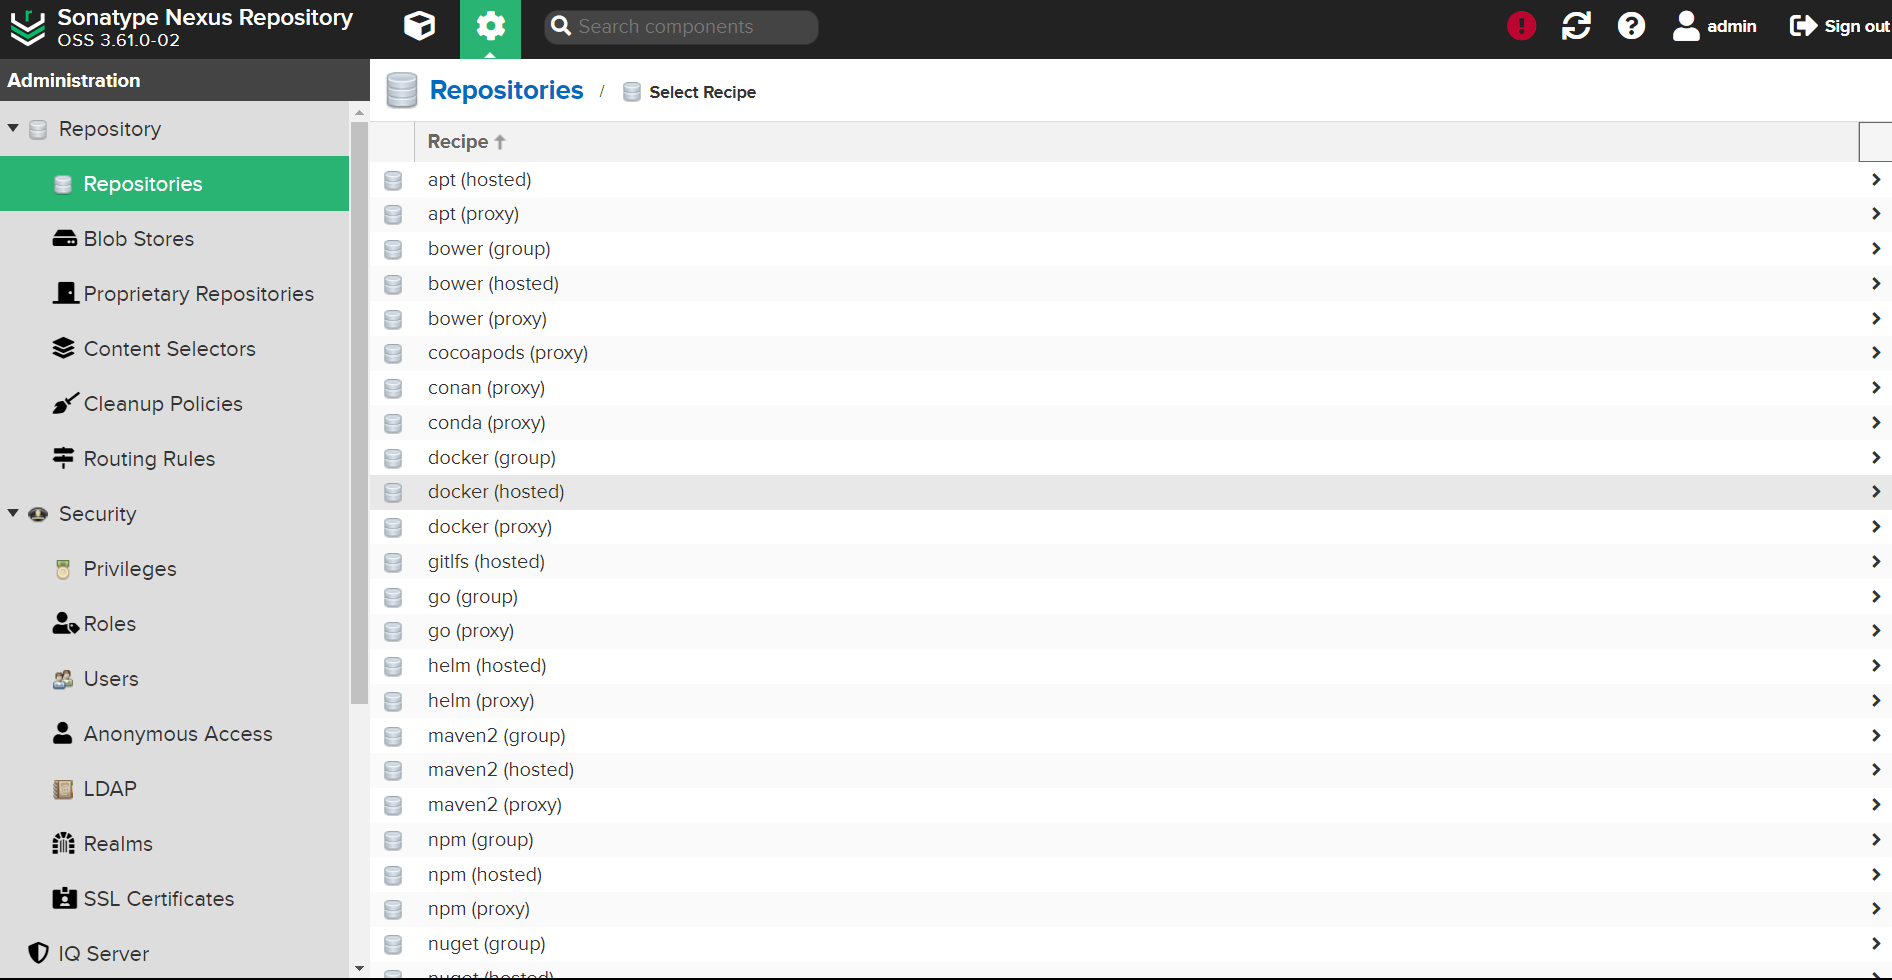 Sonatype Nexus Repository
OSS 3.61.0-02
Search components
admin
Sign out
Administration
Repository
Repositories
Blob Stores
Proprietary Repositories
Content Selectors
Cleanup Policies
Routing Rules
Security
Privileges
Roles
Users
Anonymous Access
LDAP
Realms
SSL Certificates
IQ Server
Repositories / Select Recipe
Recipe
apt (hosted)
apt (proxy)
bower (group)
bower (hosted)
bower (proxy)
cocoapods (proxy)
conan (proxy)
conda (proxy)
docker (group)
docker (hosted)
docker (proxy)
gitlfs (hosted)
go (group)
go (proxy)
helm (hosted)
helm (proxy)
maven2 (group)
maven2 (hosted)
maven2 (proxy)
npm (group)
npm (hosted)
npm (proxy)
nuget (group)
nuget (hosted)